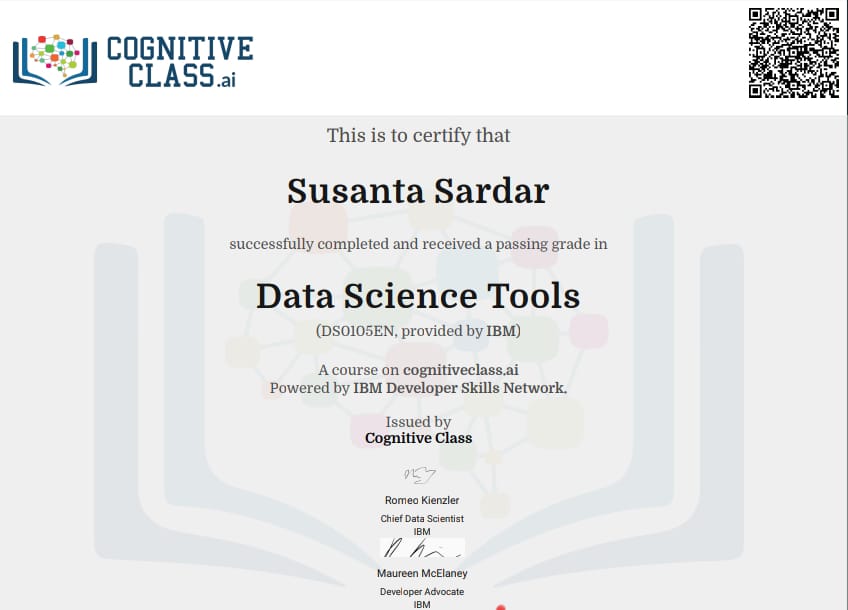 COGNITIVE
CLASS.ai
This is to certify that
Susanta Sardar
successfully completed and received a passing grade in
Data Science Tools
(DS0105EN, provided by IBM)
A course on cognitiveclass.ai
Powered by IBM Developer Skills Network.
Issued by
Cognitive Class
Romeo Kienzler
Chief Data Scientist
IBM
Maureen McElaney
Developer Advocate
IBM